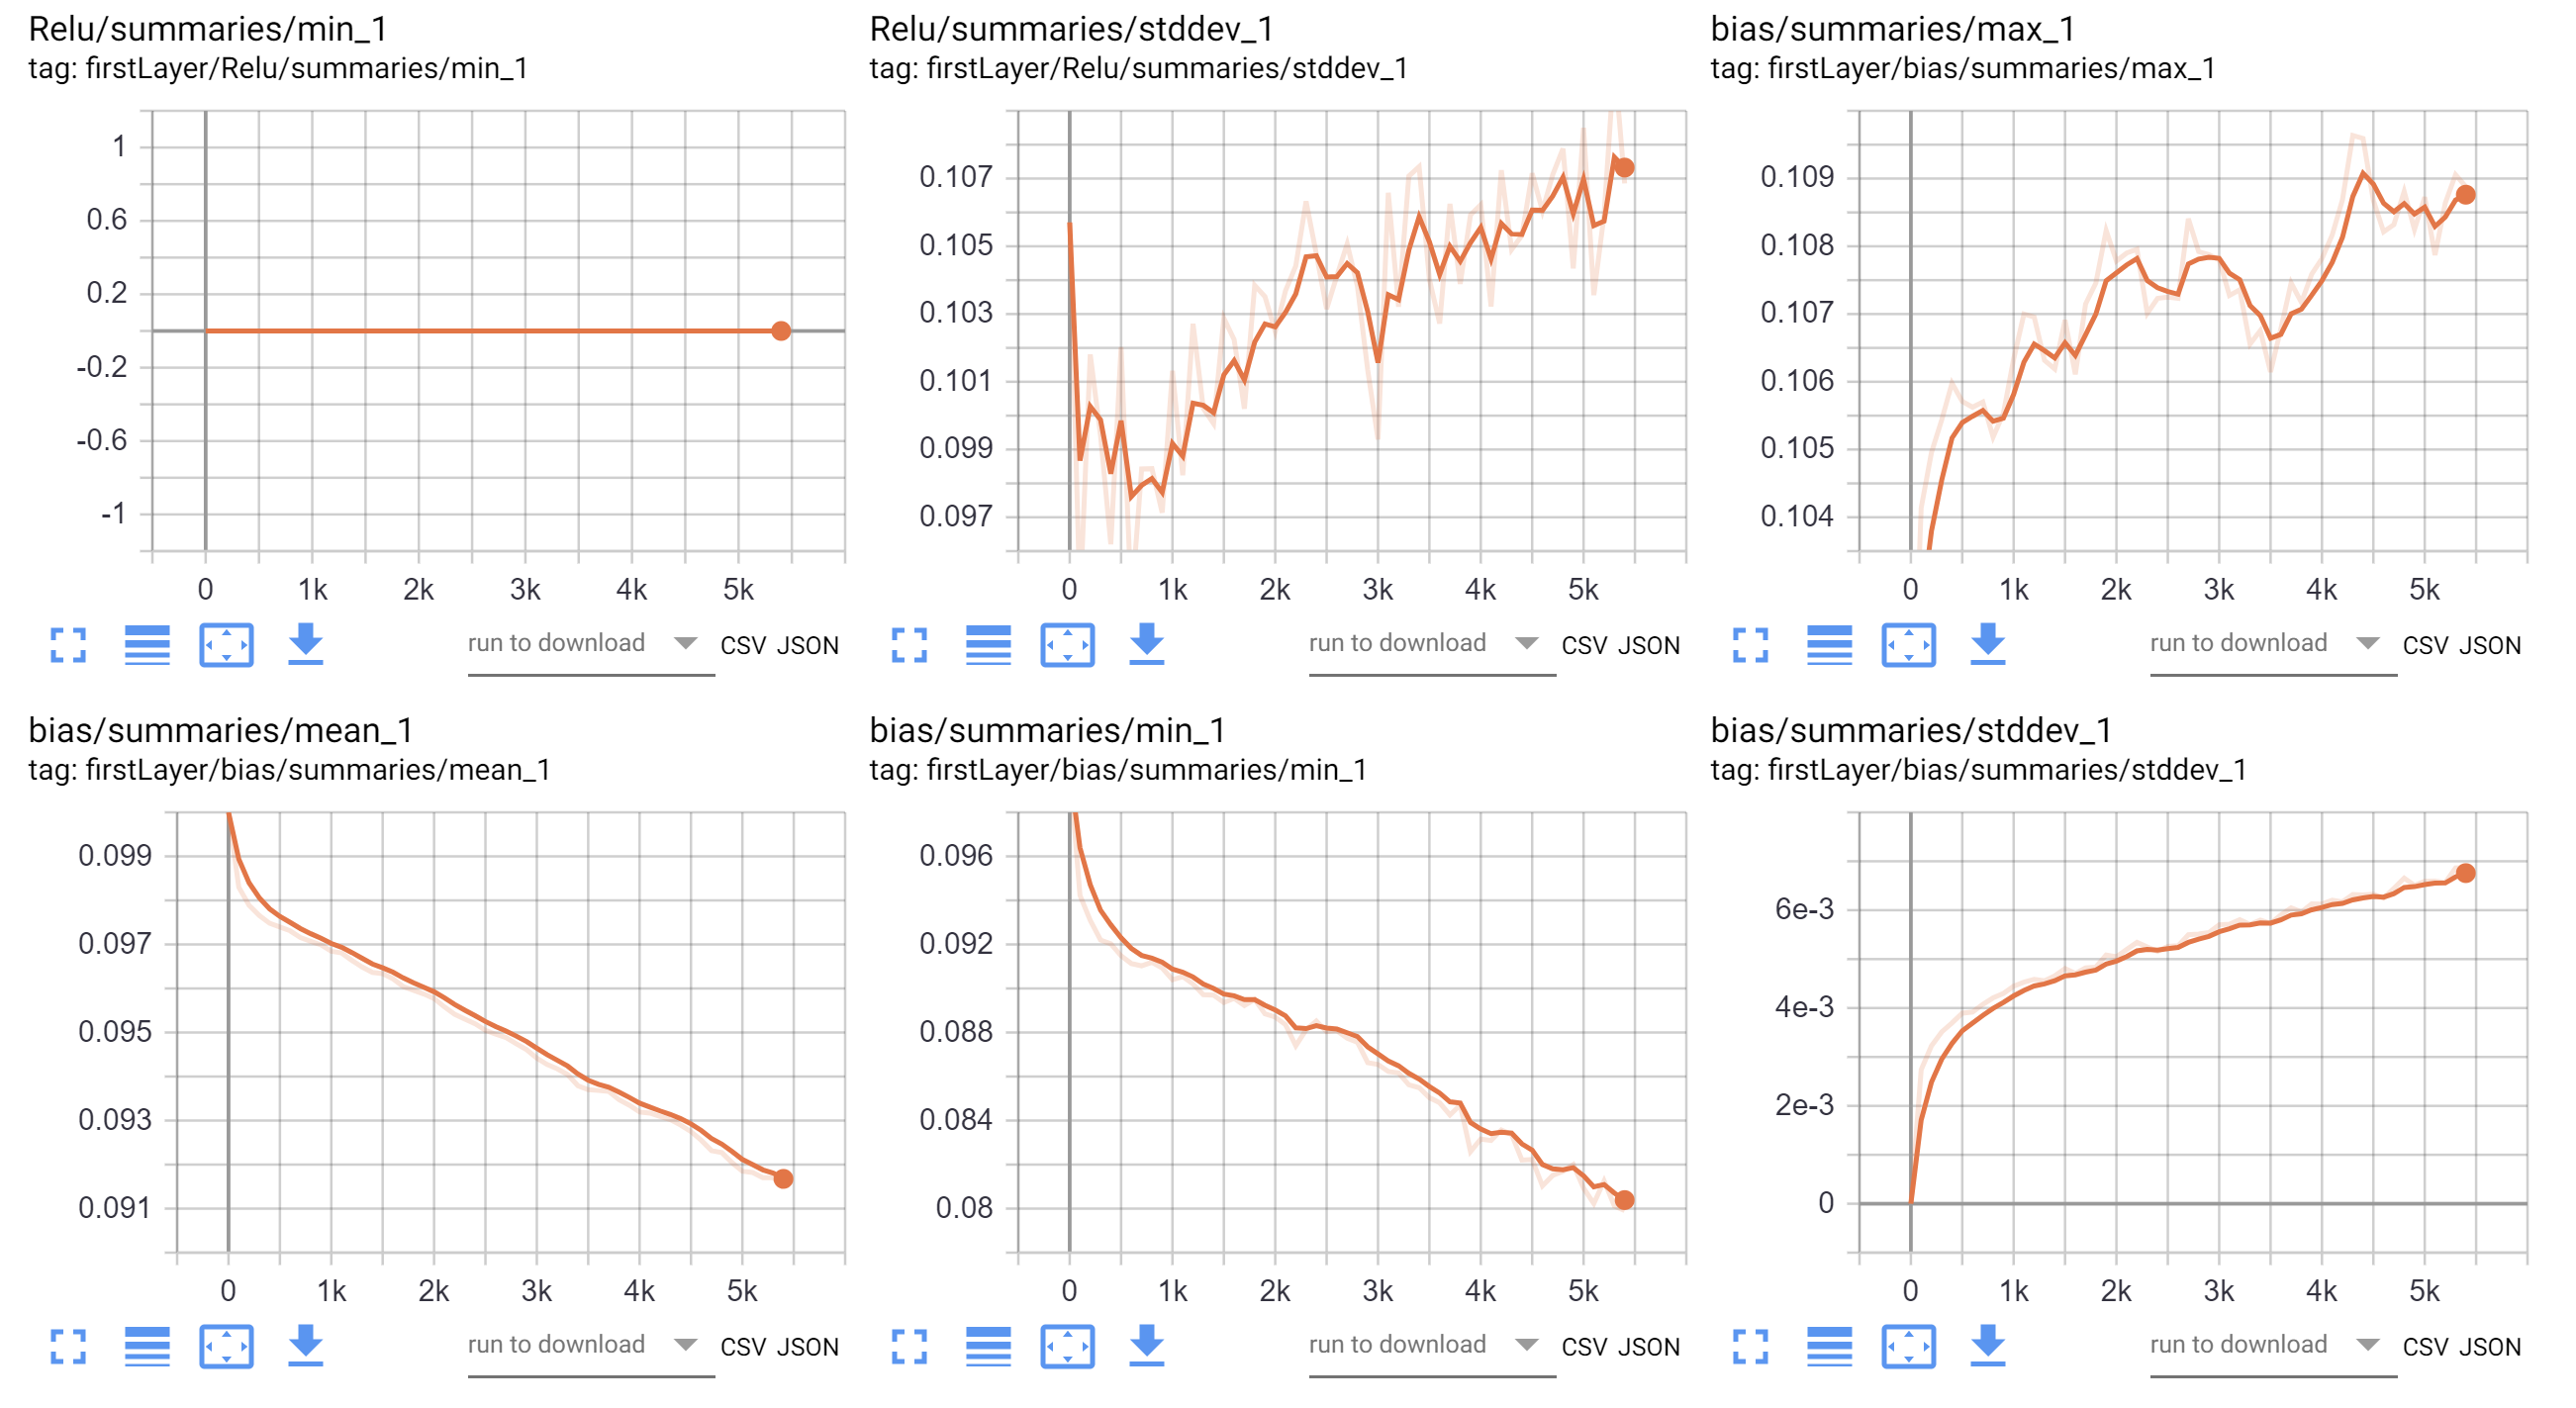 Relu/summaries/min_1
tag: firstLayer/Relu/summaries/min_1
1
0.6
0.2
-0.2
-0.6
-1
0 1k 2k 3k 4k 5k
run to download CSV JSON
Relu/summaries/stddev_1
tag: firstLayer/Relu/summaries/stddev_1
0.107
0.105
0.103
0.101
0.099
0.097
0 1k 2k 3k 4k 5k
run to download CSV JSON
bias/summaries/max_1
tag: firstLayer/bias/summaries/max_1
0.109
0.108
0.107
0.106
0.105
0.104
0 1k 2k 3k 4k 5k
run to download CSV JSON
bias/summaries/mean_1
tag: firstLayer/bias/summaries/mean_1
0.099
0.097
0.095
0.093
0.091
0 1k 2k 3k 4k 5k
run to download CSV JSON
bias/summaries/min_1
tag: firstLayer/bias/summaries/min_1
0.096
0.092
0.088
0.084
0.08
0 1k 2k 3k 4k 5k
run to download CSV JSON
bias/summaries/stddev_1
tag: firstLayer/bias/summaries/stddev_1
6e-3
4e-3
2e-3
0
0 1k 2k 3k 4k 5k
run to download CSV JSON